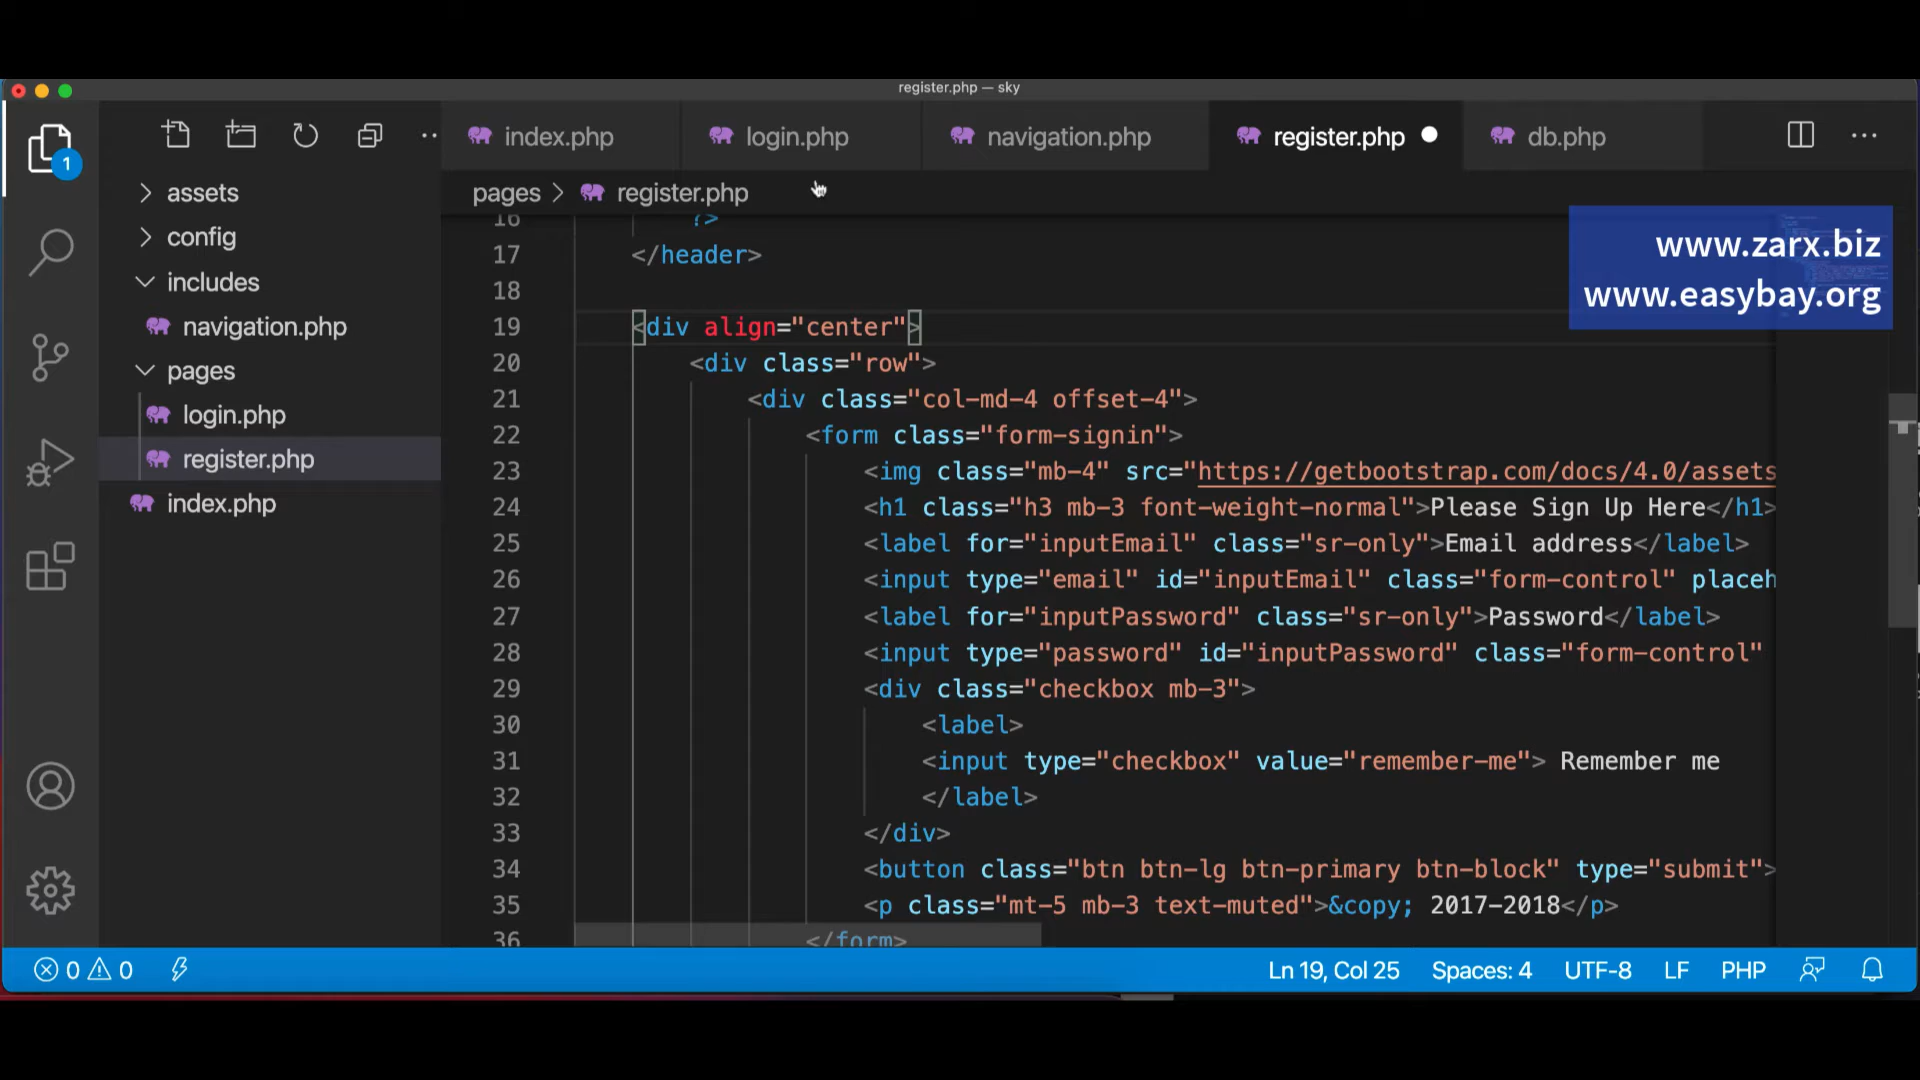 register.php — sky
index.php
login.php
navigation.php
register.php
db.php
1
assets
config
includes
navigation.php
pages
login.php
register.php
index.php
pages > register.php
www.zarx.biz
www.easybay.org
16 ?>
17 </header>
18
19 <div align="center">
20 <div class="row">
21 <div class="col-md-4 offset-4">
22 <form class="form-signin">
23 <img class="mb-4" src="https://getbootstrap.com/docs/4.0/assets
24 <h1 class="h3 mb-3 font-weight-normal">Please Sign Up Here</h1>
25 <label for="inputEmail" class="sr-only">Email address</label>
26 <input type="email" id="inputEmail" class="form-control" placeh
27 <label for="inputPassword" class="sr-only">Password</label>
28 <input type="password" id="inputPassword" class="form-control"
29 <div class="checkbox mb-3">
30 <label>
31 <input type="checkbox" value="remember-me"> Remember me
32 </label>
33 </div>
34 <button class="btn btn-lg btn-primary btn-block" type="submit">
35 <p class="mt-5 mb-3 text-muted">&copy; 2017-2018</p>
36 </form>
0 0
Ln 19, Col 25
Spaces: 4
UTF-8
LF
PHP